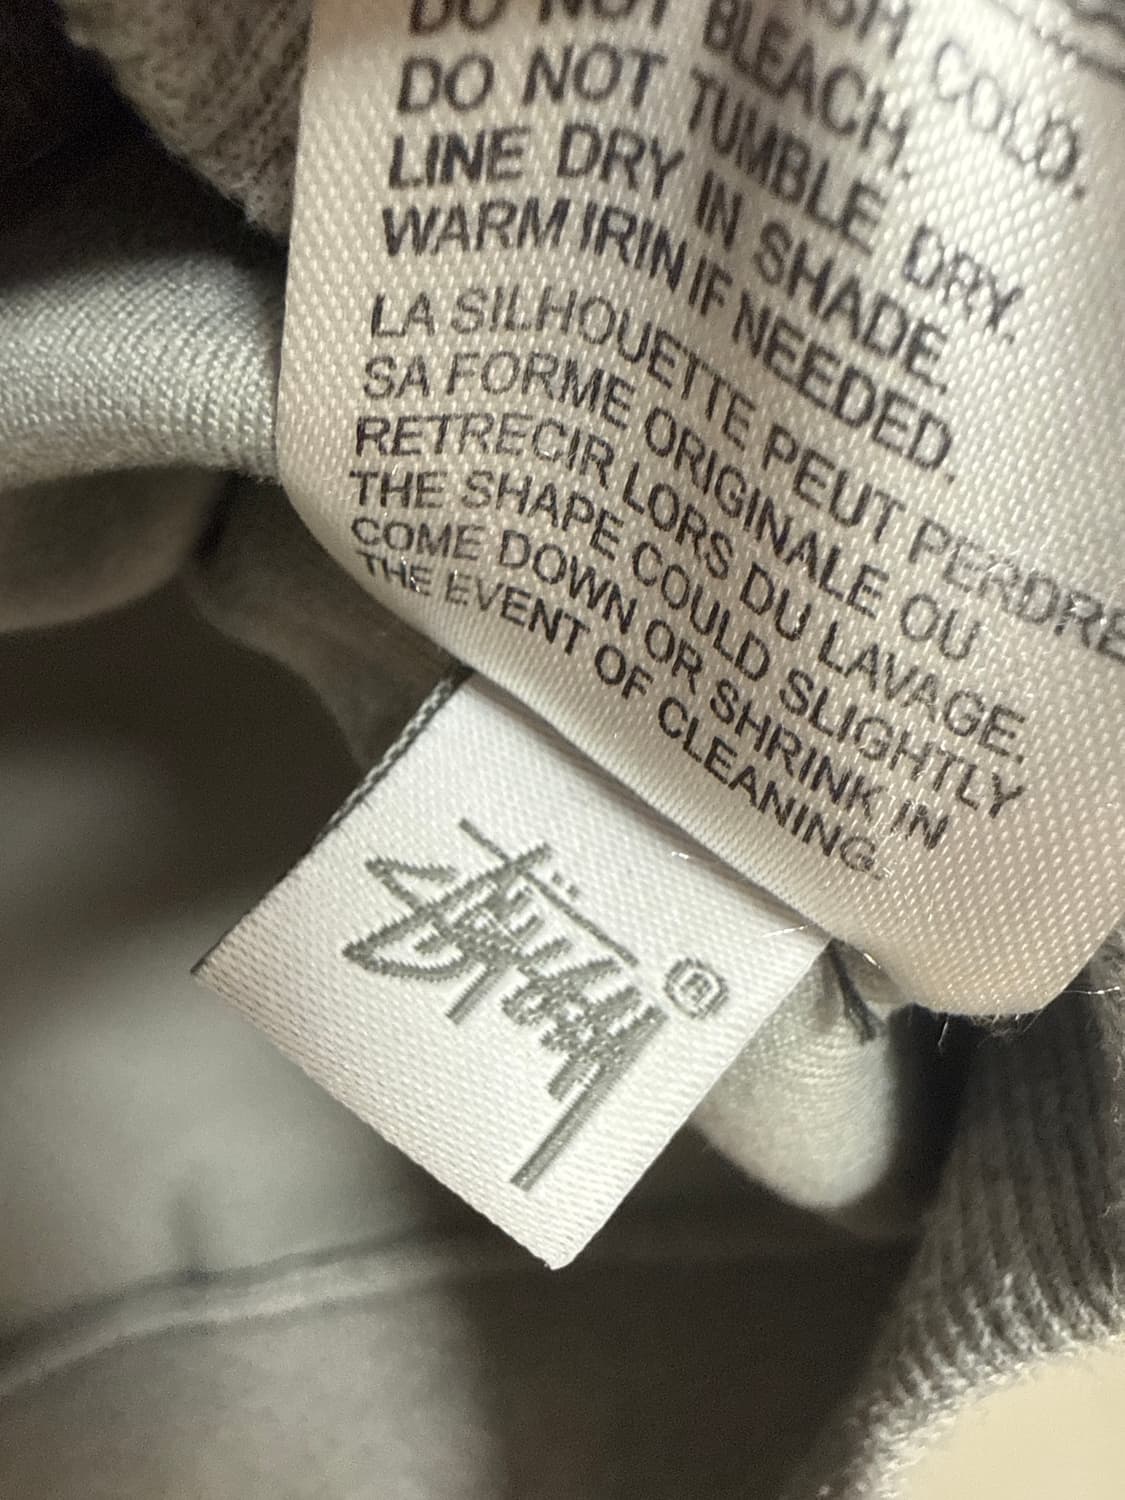 COLD.
DO NOT BLEACH.
DO NOT TUMBLE DRY.
LINE DRY IN SHADE.
WARM IRIN IF NEEDED.
LA SILHOUETTE PEUT PERDRE
SA FORME ORIGINALE OU
RETRECIR LORS DU LAVAGE.
THE SHAPE COULD SLIGHTLY
COME DOWN OR SHRINK IN
THE EVENT OF CLEANING.
Stüssy ®